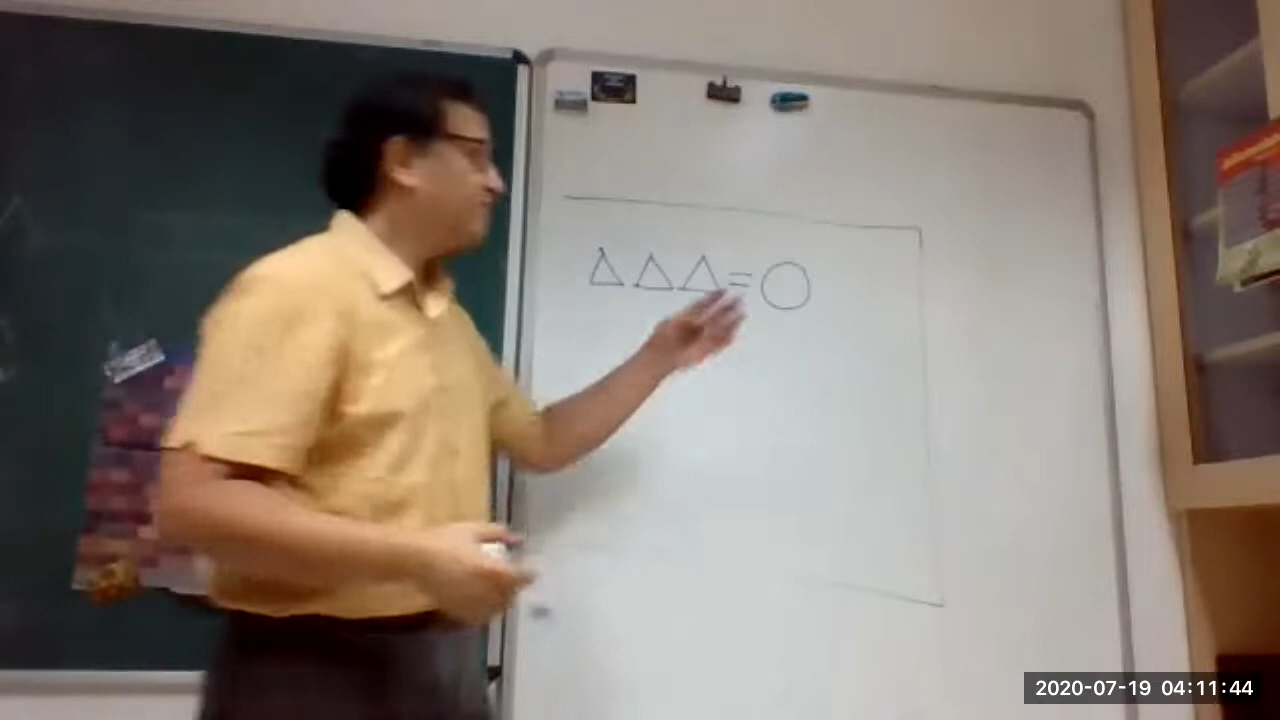 △ △ △ = ○
2020-07-19 04:11:44